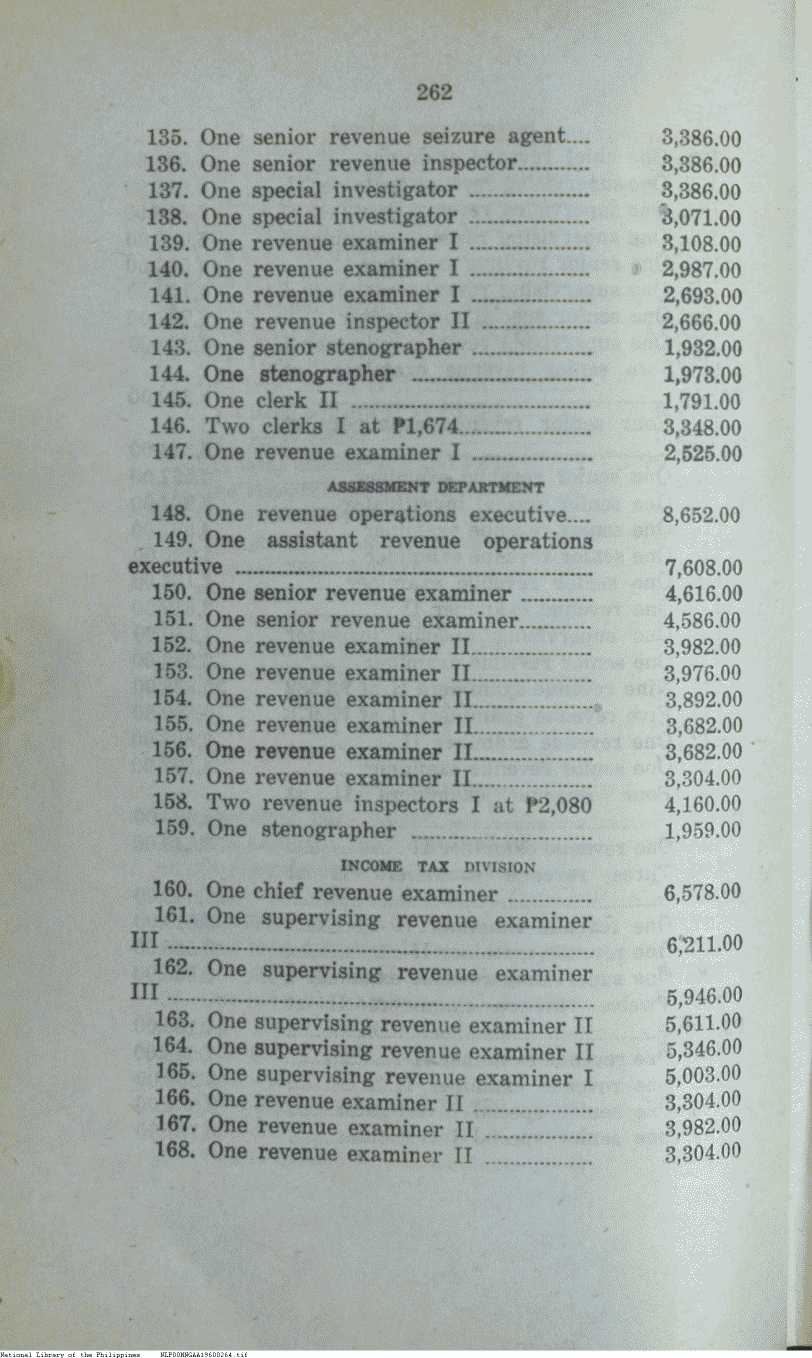 262
135. One senior revenue seizure agent.... 3,386.00
136. One senior revenue inspector............ 3,386.00
137. One special investigator .................... 3,386.00
138. One special investigator .................... 3,071.00
139. One revenue examiner I .................... 3,108.00
140. One revenue examiner I .................... 2,987.00
141. One revenue examiner I .................... 2,693.00
142. One revenue inspector II .................. 2,666.00
143. One senior stenographer .................... 1,932.00
144. One stenographer .............................. 1,973.00
145. One clerk II ........................................ 1,791.00
146. Two clerks I at ₱1,674...................... 3,348.00
147. One revenue examiner I .................... 2,525.00
ASSESSMENT DEPARTMENT
148. One revenue operations executive.... 8,652.00
149. One assistant revenue operations
executive ............................................................ 7,608.00
150. One senior revenue examiner ............ 4,616.00
151. One senior revenue examiner............ 4,586.00
152. One revenue examiner II.................... 3,982.00
153. One revenue examiner II.................... 3,976.00
154. One revenue examiner II.................... 3,892.00
155. One revenue examiner II.................... 3,682.00
156. One revenue examiner II.................... 3,682.00
157. One revenue examiner II.................... 3,304.00
158. Two revenue inspectors I at ₱2,080 4,160.00
159. One stenographer .............................. 1,959.00
INCOME TAX DIVISION
160. One chief revenue examiner .............. 6,578.00
161. One supervising revenue examiner
III ........................................................................ 6,211.00
162. One supervising revenue examiner
III ........................................................................ 5,946.00
163. One supervising revenue examiner II 5,611.00
164. One supervising revenue examiner II 5,346.00
165. One supervising revenue examiner I 5,003.00
166. One revenue examiner II .................... 3,304.00
167. One revenue examiner II .................. 3,982.00
168. One revenue examiner II .................. 3,304.00
National Library of the Philippines NLP00MNGAA19600264.tif